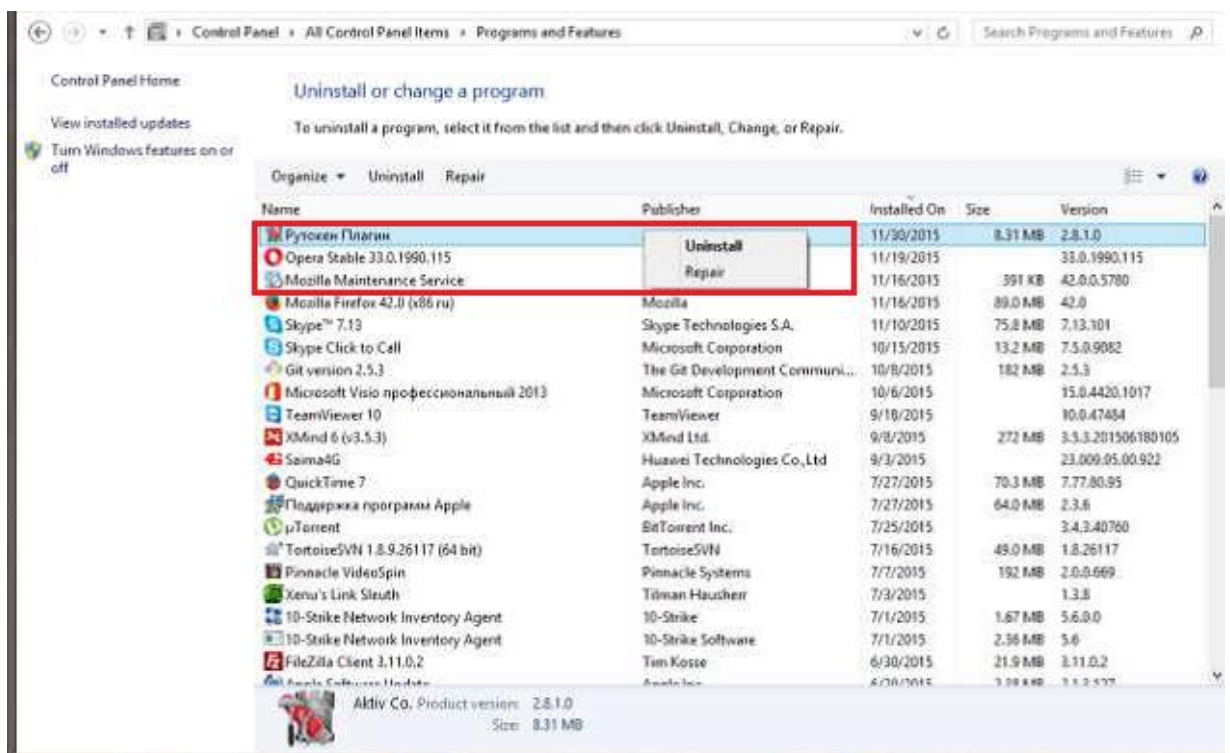 Control Panel › All Control Panel Items › Programs and Features Search Programs and Features
Control Panel Home
View installed updates
Turn Windows features on or off
Uninstall or change a program
To uninstall a program, select it from the list and then click Uninstall, Change, or Repair.
Organize Uninstall Repair
Name Publisher Installed On Size Version
Рутокен Плагин 11/30/2015 8.31 MB 2.8.1.0
Opera Stable 33.0.1990.115 11/19/2015 33.0.1990.115
Mozilla Maintenance Service 11/16/2015 391 KB 42.0.0.5780
Uninstall
Repair
Mozilla Firefox 42.0 (x86 ru) Mozilla 11/16/2015 89.0 MB 42.0
Skype™ 7.13 Skype Technologies S.A. 11/10/2015 75.8 MB 7.13.101
Skype Click to Call Microsoft Corporation 10/15/2015 13.2 MB 7.5.0.9082
Git version 2.5.3 The Git Development Communi... 10/8/2015 182 MB 2.5.3
Microsoft Visio профессиональный 2013 Microsoft Corporation 10/6/2015 15.0.4420.1017
TeamViewer 10 TeamViewer 9/18/2015 10.0.47484
XMind 6 (v3.5.3) XMind Ltd. 9/8/2015 272 MB 3.5.3.201506180105
Saima4G Huawei Technologies Co.,Ltd 9/3/2015 23.009.05.00.922
QuickTime 7 Apple Inc. 7/27/2015 70.3 MB 7.77.80.95
Поддержка программ Apple Apple Inc. 7/27/2015 64.0 MB 2.3.6
µTorrent BitTorrent Inc. 7/25/2015 3.4.3.40760
TortoiseSVN 1.8.9.26117 (64 bit) TortoiseSVN 7/16/2015 49.0 MB 1.8.26117
Pinnacle VideoSpin Pinnacle Systems 7/7/2015 192 MB 2.0.0.669
Xenu's Link Sleuth Tilman Hausherr 7/3/2015 1.3.8
10-Strike Network Inventory Agent 10-Strike 7/1/2015 1.67 MB 5.6.0.0
10-Strike Network Inventory Agent 10-Strike Software 7/1/2015 2.36 MB 5.6
FileZilla Client 3.11.0.2 Tim Kosse 6/30/2015 21.9 MB 3.11.0.2
Apple Software Update Apple Inc.
Aktiv Co. Product version: 2.8.1.0
Size: 8.31 MB